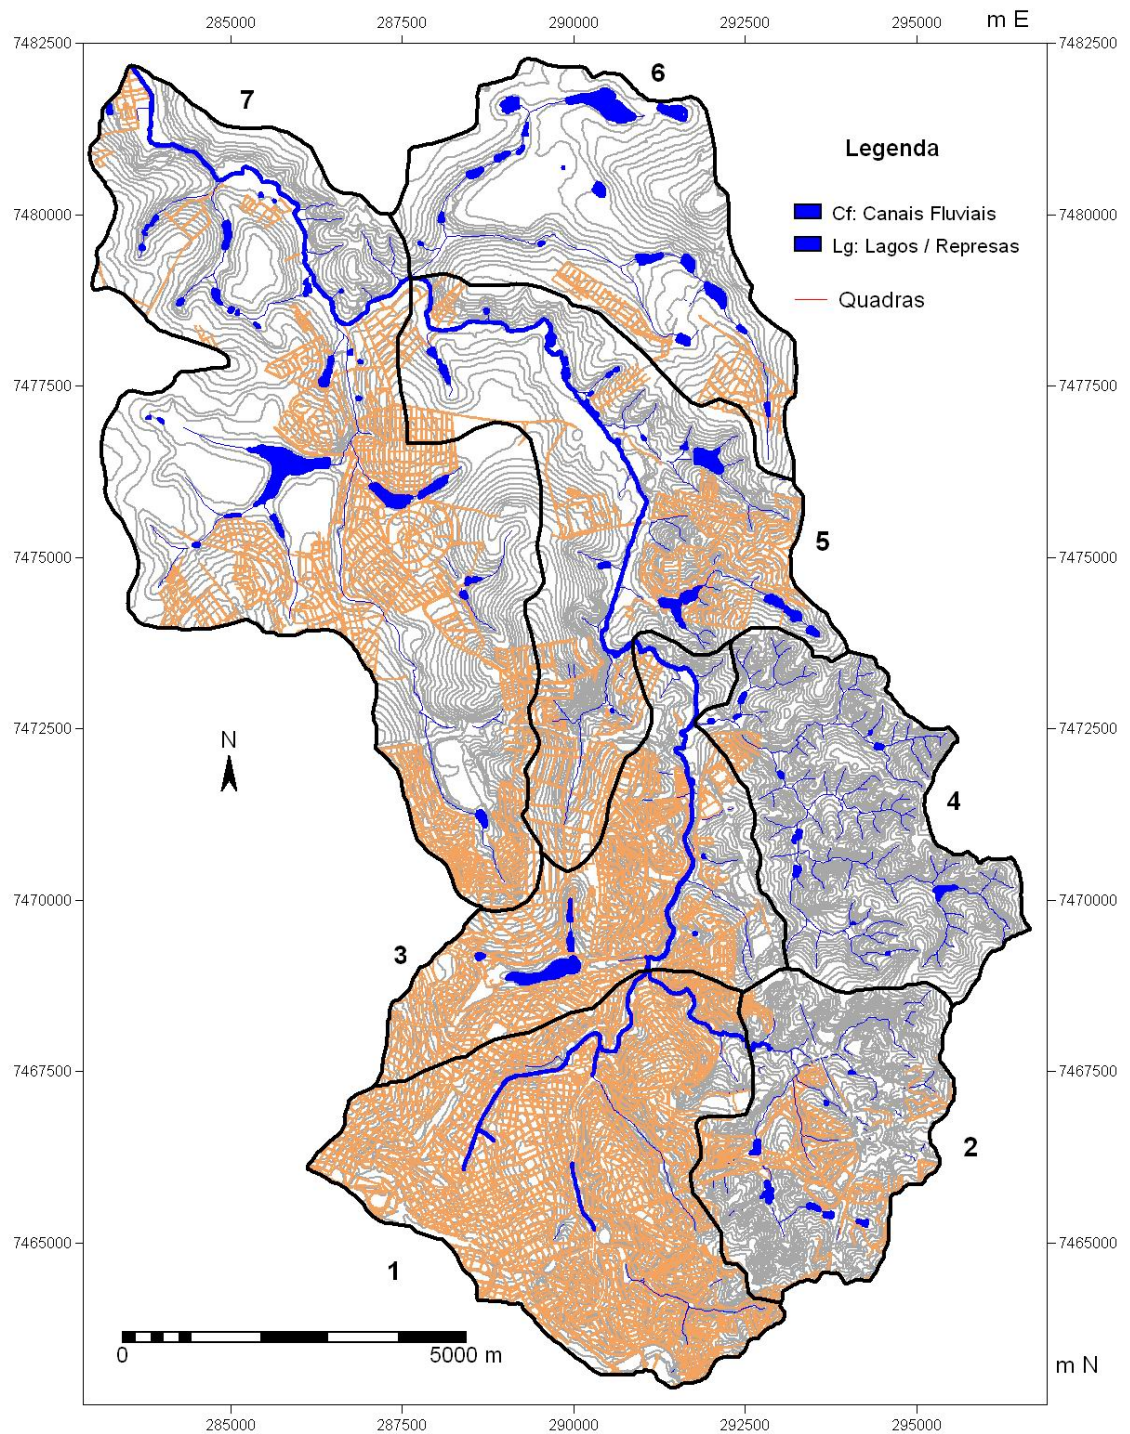 285000 287500 290000 292500 295000 m E
7482500 7482500
6
7
Legenda
Cf: Canais Fluviais
Lg: Lagos / Represas
Quadras
7480000 7480000
7477500 7477500
5
7475000 7475000
7472500 7472500
N
4
7470000 7470000
3
7467500 7467500
2
7465000 7465000
1
0 5000 m
m N
285000 287500 290000 292500 295000